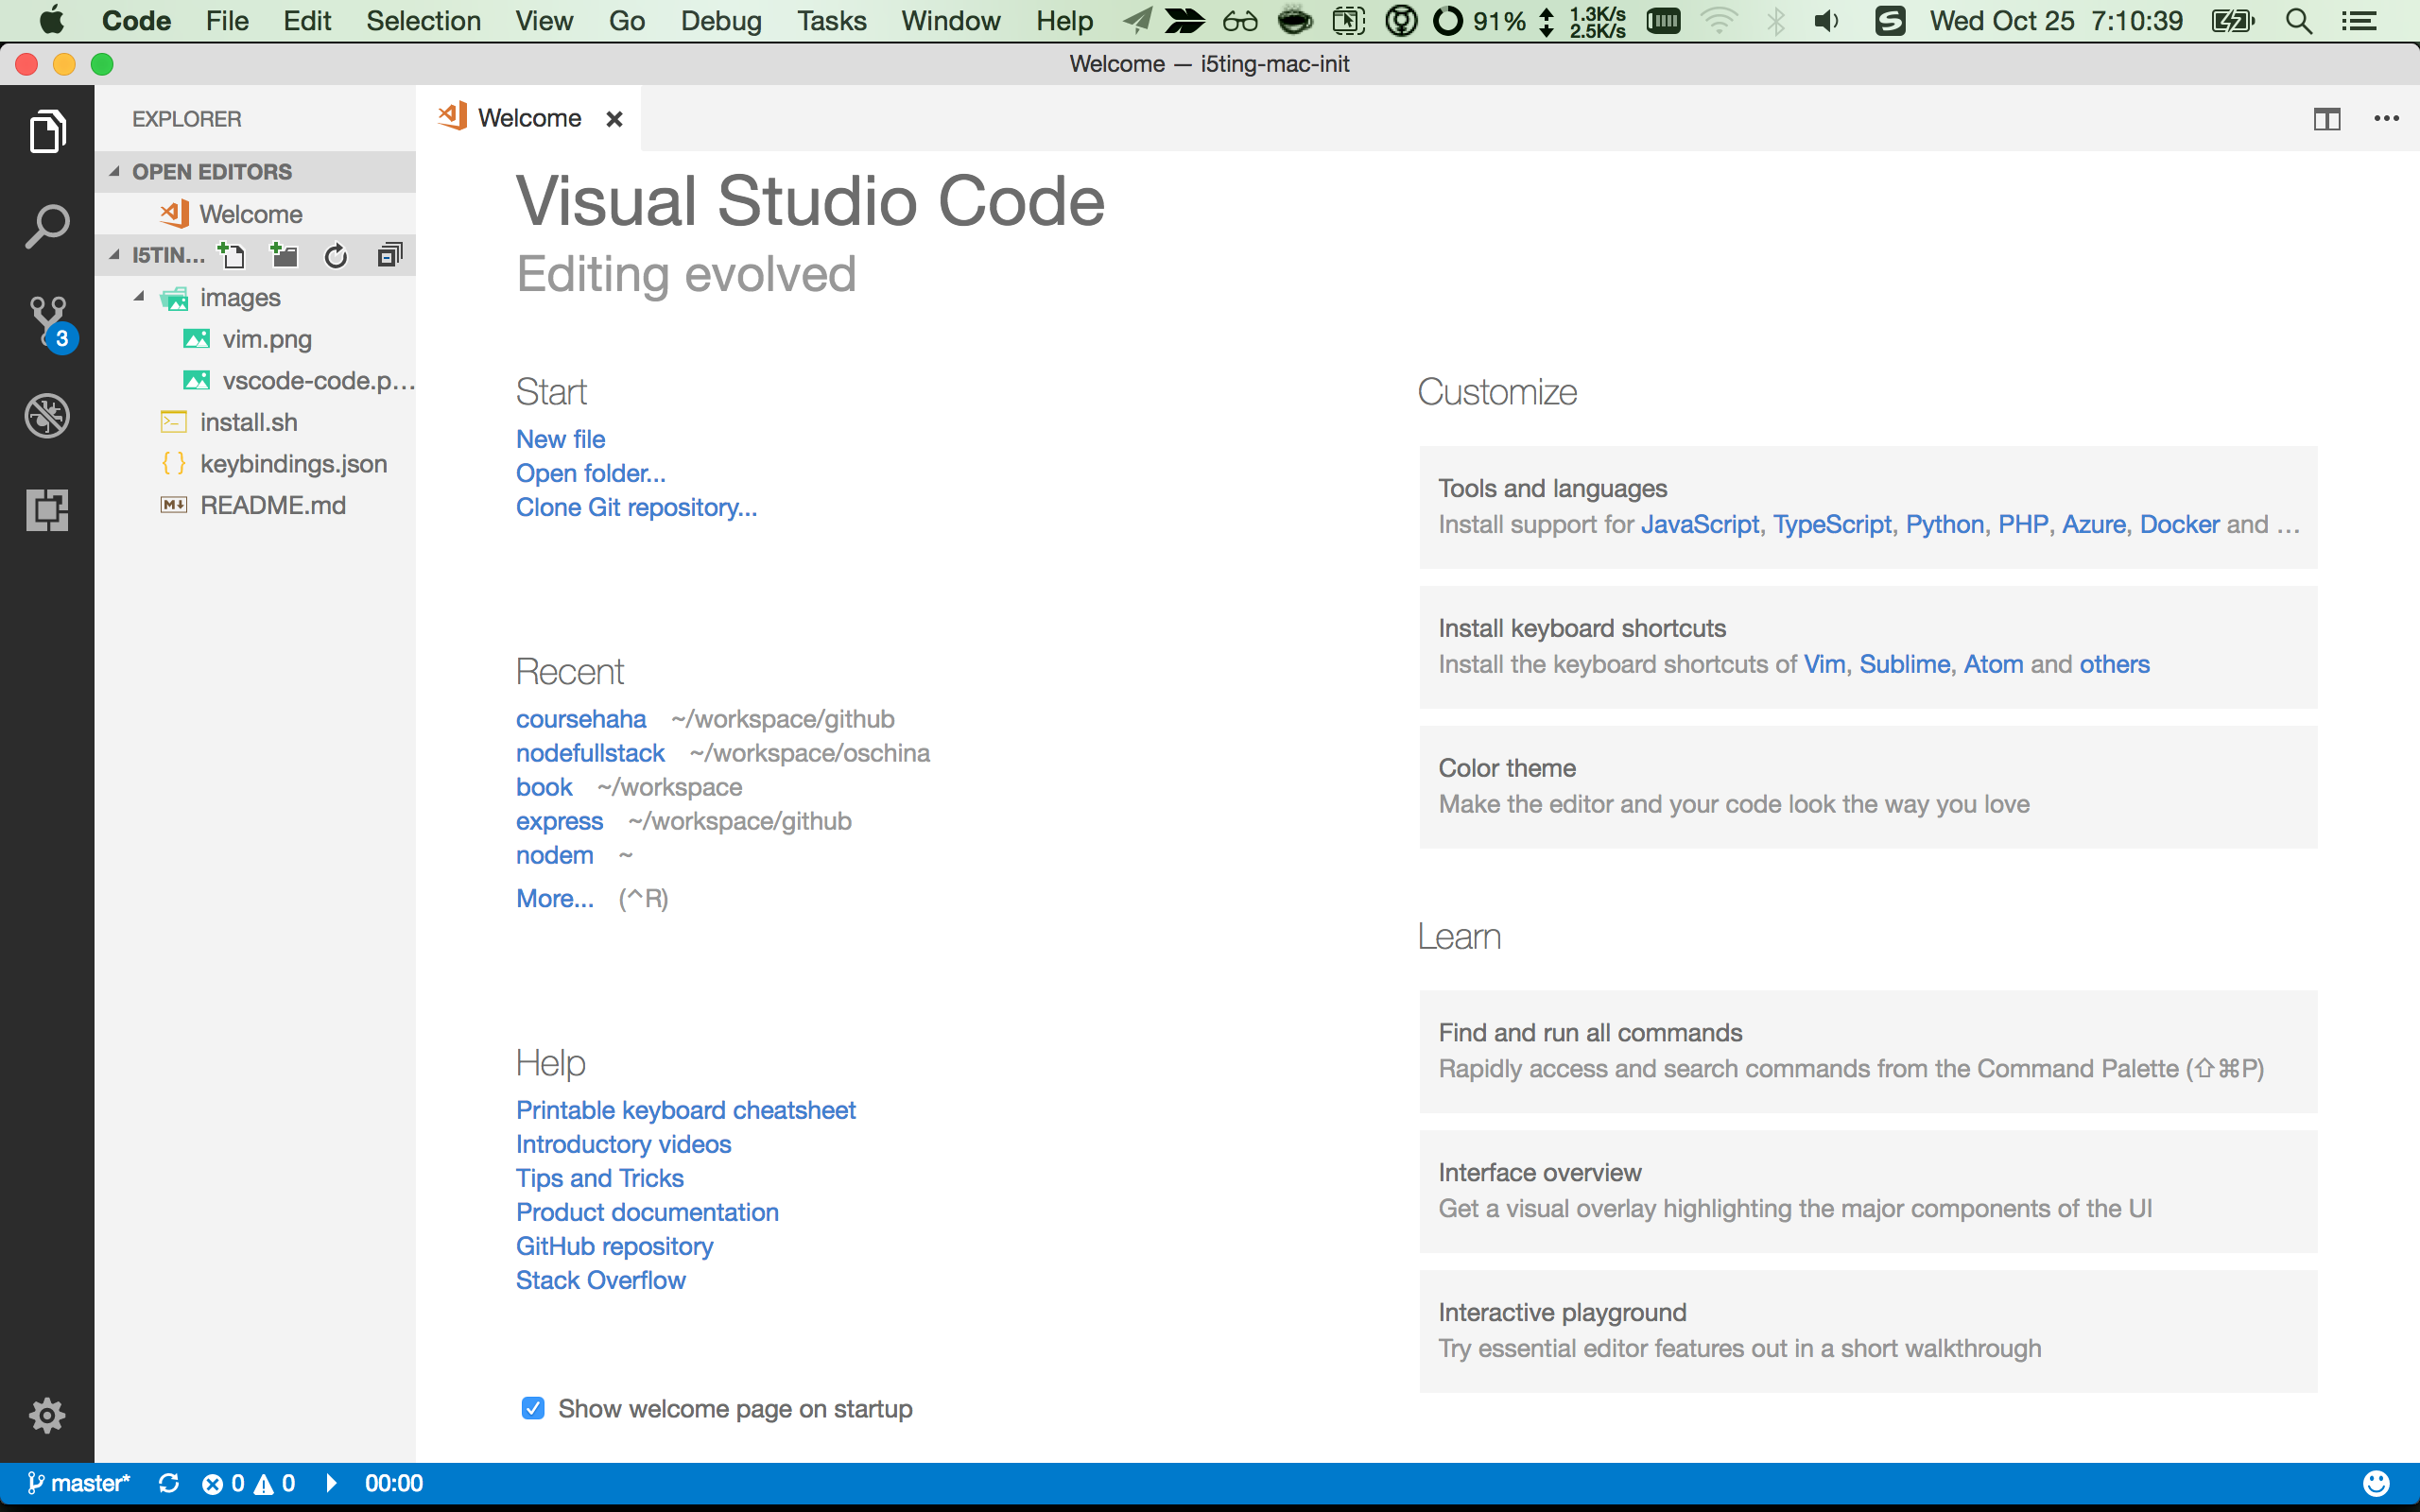 Code File Edit Selection View Go Debug Tasks Window Help 91% 1.3K/s 2.5K/s Wed Oct 25 7:10:39
Welcome — i5ting-mac-init
EXPLORER
Welcome
OPEN EDITORS
Welcome
I5TIN...
images
vim.png
vscode-code.p...
install.sh
keybindings.json
README.md
3
Visual Studio Code
Editing evolved
Start
New file
Open folder...
Clone Git repository...
Recent
coursehaha ~/workspace/github
nodefullstack ~/workspace/oschina
book ~/workspace
express ~/workspace/github
nodem ~
More... (^R)
Help
Printable keyboard cheatsheet
Introductory videos
Tips and Tricks
Product documentation
GitHub repository
Stack Overflow
Show welcome page on startup
Customize
Tools and languages
Install support for JavaScript, TypeScript, Python, PHP, Azure, Docker and ...
Install keyboard shortcuts
Install the keyboard shortcuts of Vim, Sublime, Atom and others
Color theme
Make the editor and your code look the way you love
Learn
Find and run all commands
Rapidly access and search commands from the Command Palette (⇧⌘P)
Interface overview
Get a visual overlay highlighting the major components of the UI
Interactive playground
Try essential editor features out in a short walkthrough
master* 0 0 00:00